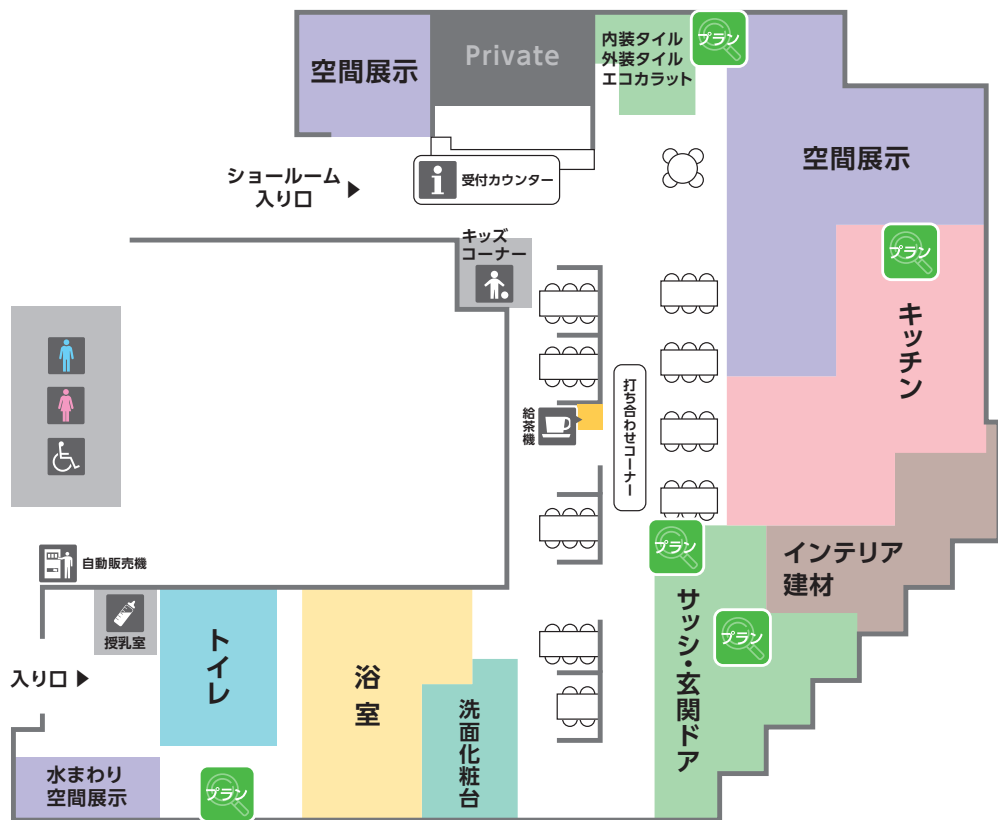 空間展示
Private
内装タイル
外装タイル
エコカラット
プラン
空間展示
ショールーム
入り口
受付カウンター
キッズ
コーナー
プラン
キッチン
給茶機
打ち合わせコーナー
プラン
インテリア
建材
自動販売機
授乳室
トイレ
浴室
洗面化粧台
サッシ・玄関ドア
プラン
入り口
水まわり
空間展示
プラン